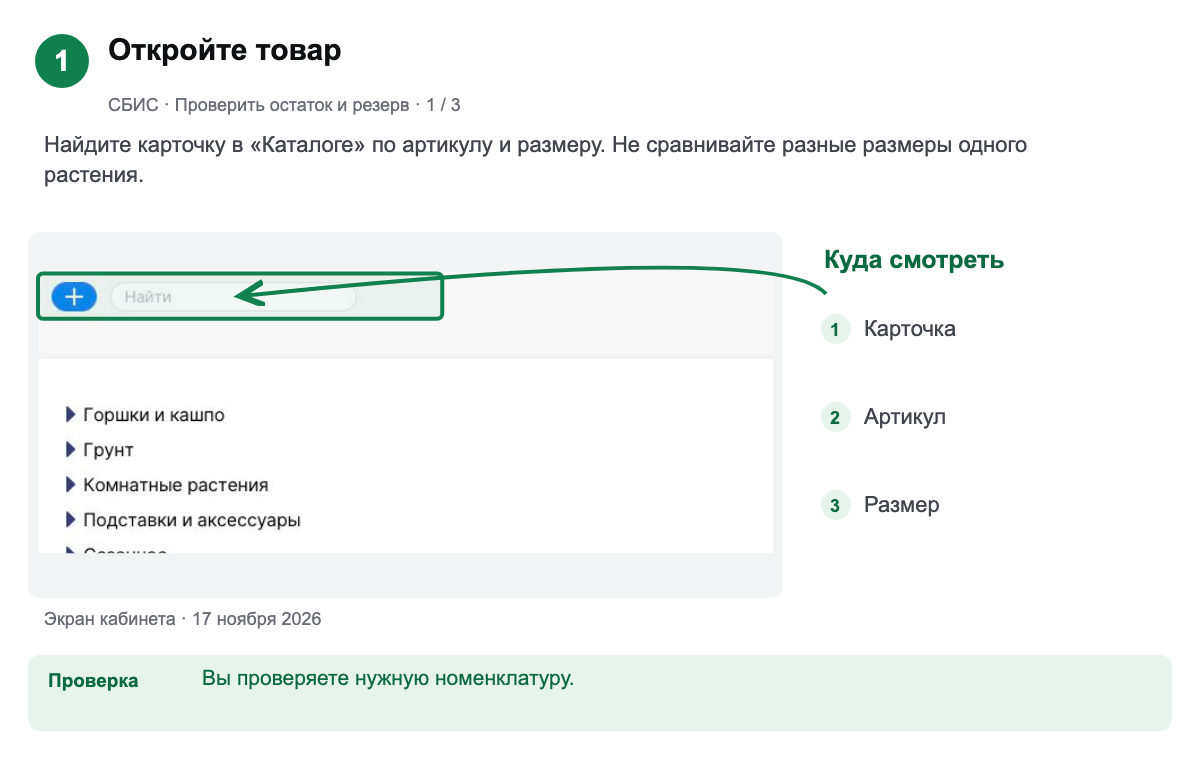 1
Откройте товар
СБИС · Проверить остаток и резерв · 1 / 3
Найдите карточку в «Каталоге» по артикулу и размеру. Не сравнивайте разные размеры одного
растения.
Найти
Горшки и кашпо
Грунт
Комнатные растения
Подставки и аксессуары
Куда смотреть
1 Карточка
2 Артикул
3 Размер
Экран кабинета · 17 ноября 2026
Проверка
Вы проверяете нужную номенклатуру.